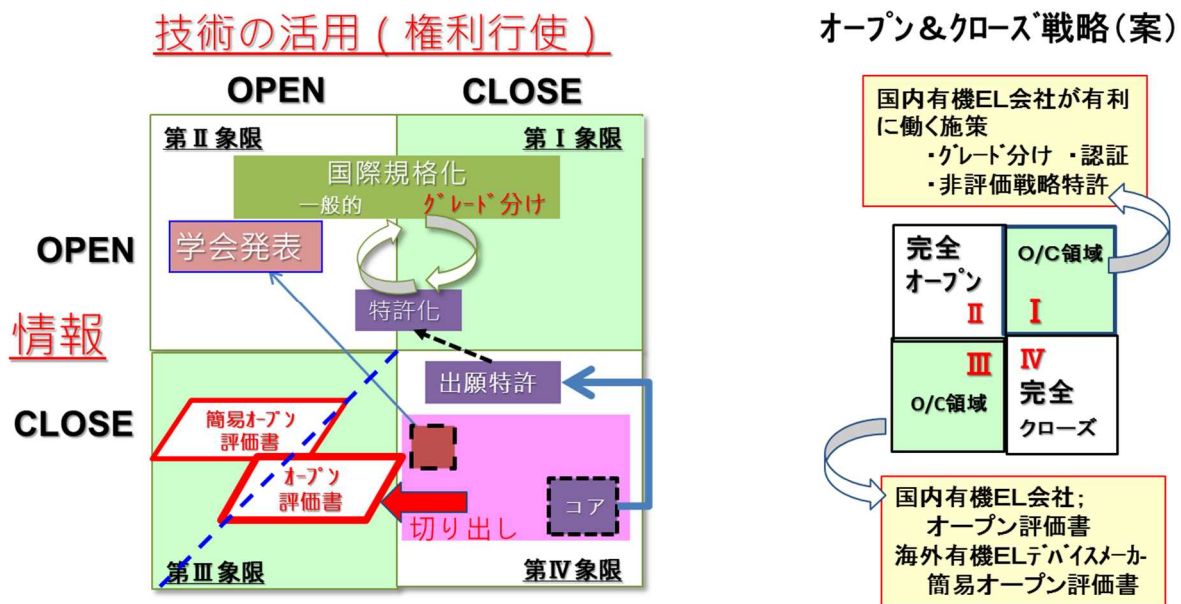 技術の活用(権利行使)
OPEN
CLOSE
第Ⅱ象限
第Ⅰ象限
国際規格化
一般的
グレード分け
学会発表
OPEN
特許化
情報
出願特許
CLOSE
簡易オープン
評価書
オープン
評価書
コア
切り出し
第Ⅲ象限
第Ⅳ象限
オープン&クローズ戦略(案)
国内有機EL会社が有利
に働く施策
・グレード分け ・認証
・非評価戦略特許
完全
オープン
Ⅱ
O/C領域
Ⅰ
Ⅲ
O/C領域
Ⅳ
完全
クローズ
国内有機EL会社;
オープン評価書
海外有機ELデバイスメーカー
簡易オープン評価書